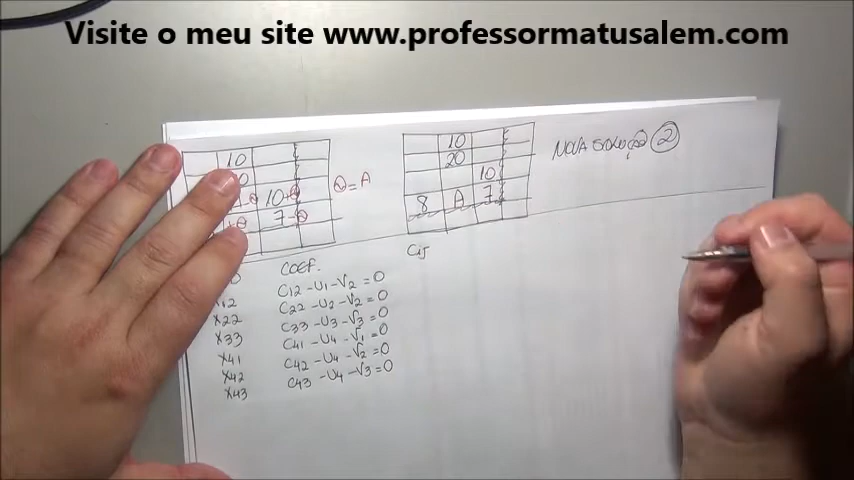 Visite o meu site www.professormatusalem.com
10
10+θ
7-θ
θ = A
10
20
10
8 A 7
NOVA SOLUÇÃO 2
Cij
COEF.
C12 - U1 - V2 = 0
X22 C22 - U2 - V2 = 0
X33 C33 - U3 - V3 = 0
X41 C41 - U4 - V1 = 0
X42 C42 - U4 - V2 = 0
X43 C43 - U4 - V3 = 0